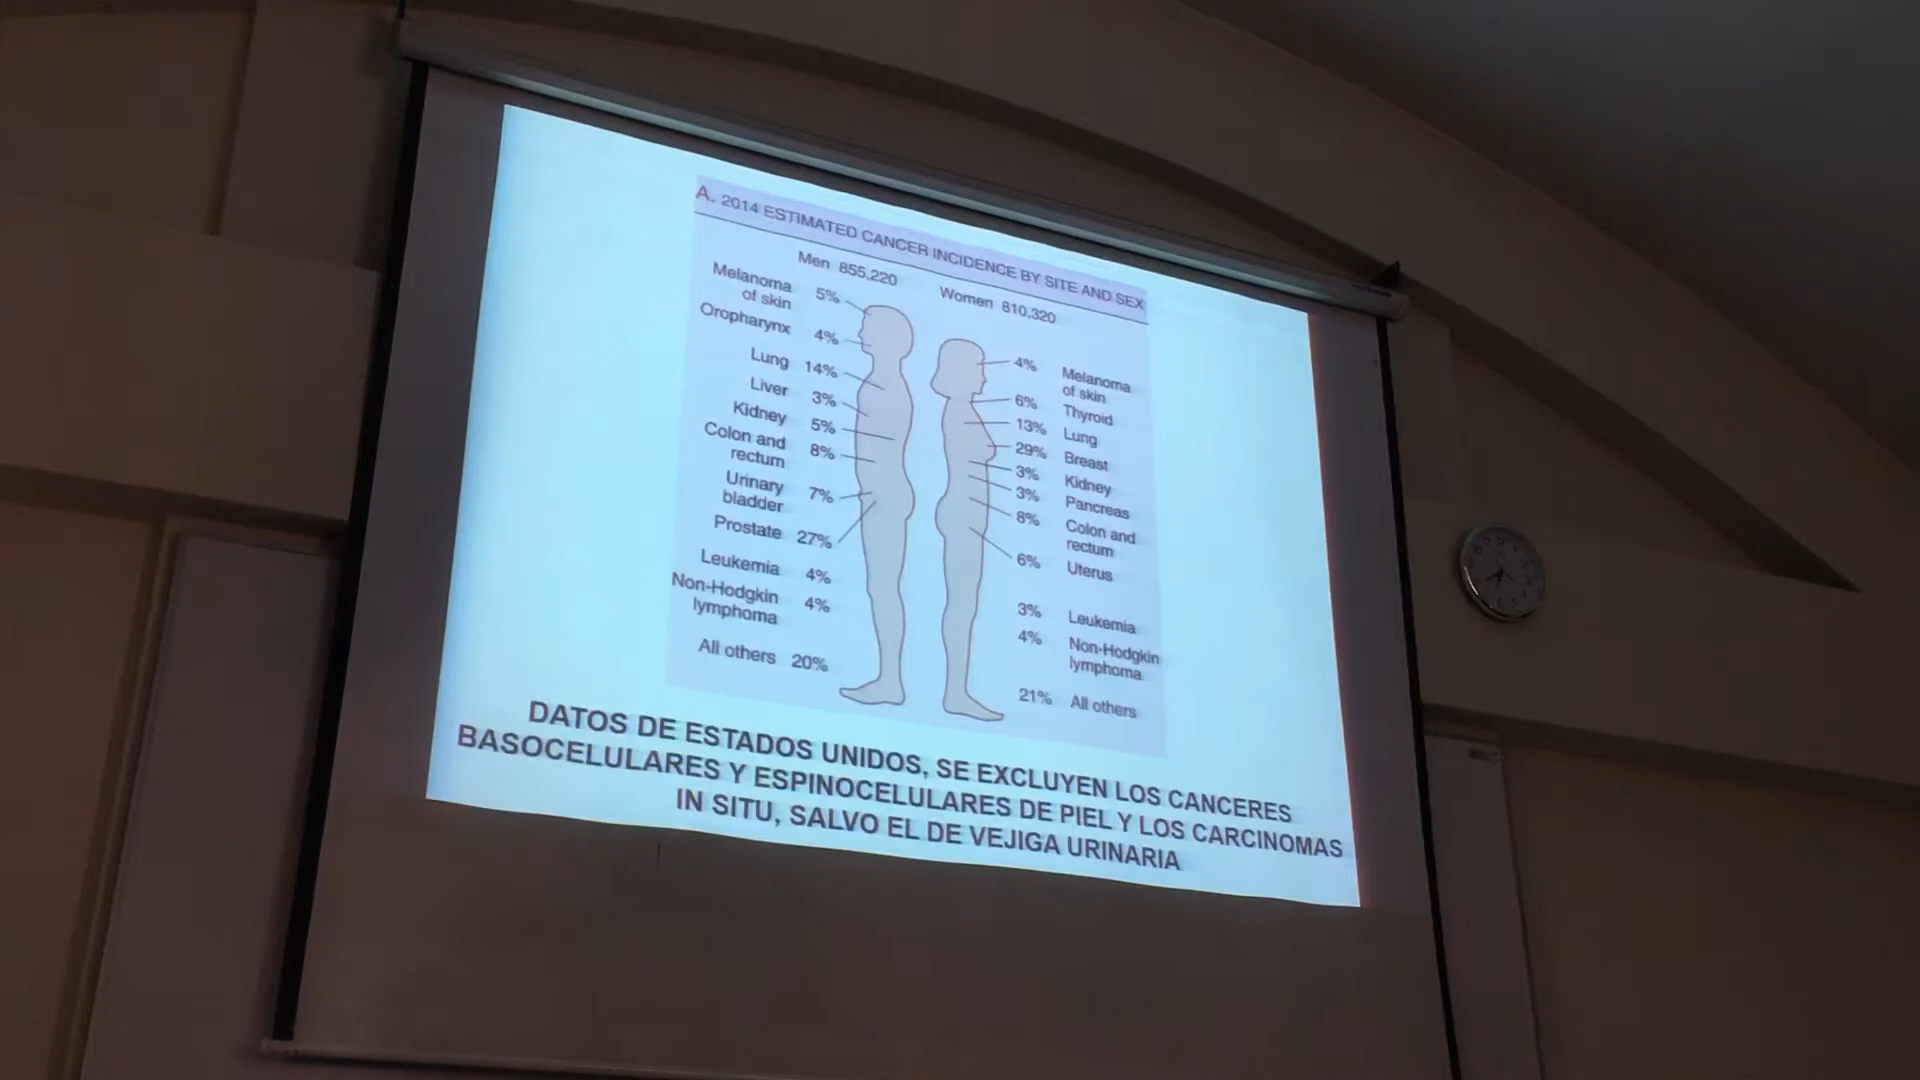 A. 2014 ESTIMATED CANCER INCIDENCE BY SITE AND SEX
Men 855,220
Women 810,320
Melanoma
of skin 5%
Oropharynx 4%
Lung 14%
Liver 3%
Kidney 5%
Colon and
rectum 8%
Urinary
bladder 7%
Prostate 27%
Leukemia 4%
Non-Hodgkin
lymphoma 4%
All others 20%
4% Melanoma
of skin
6% Thyroid
13% Lung
29% Breast
3% Kidney
3% Pancreas
8% Colon and
rectum
6% Uterus
3% Leukemia
4% Non-Hodgkin
lymphoma
21% All others
DATOS DE ESTADOS UNIDOS, SE EXCLUYEN LOS CANCERES
BASOCELULARES Y ESPINOCELULARES DE PIEL Y LOS CARCINOMAS
IN SITU, SALVO EL DE VEJIGA URINARIA